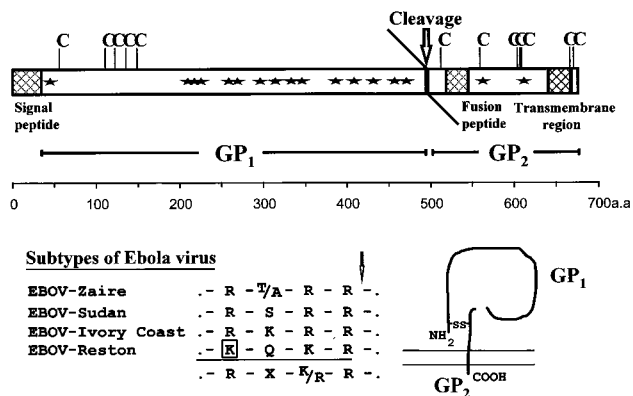 Cleavage
C CCCC C C CCC CC
Signal peptide
Fusion peptide
Transmembrane region
GP1
GP2
0 100 200 300 400 500 600 700a.a
Subtypes of Ebola virus
EBOV-Zaire .- R -T/A- R - R -.
EBOV-Sudan .- R - S - R - R -.
EBOV-Ivory Coast .- R - K - R - R -.
EBOV-Reston .- K - Q - K - R -.
.- R - X -K/R- R -.
GP1
NH2 -SS-
GP2 COOH